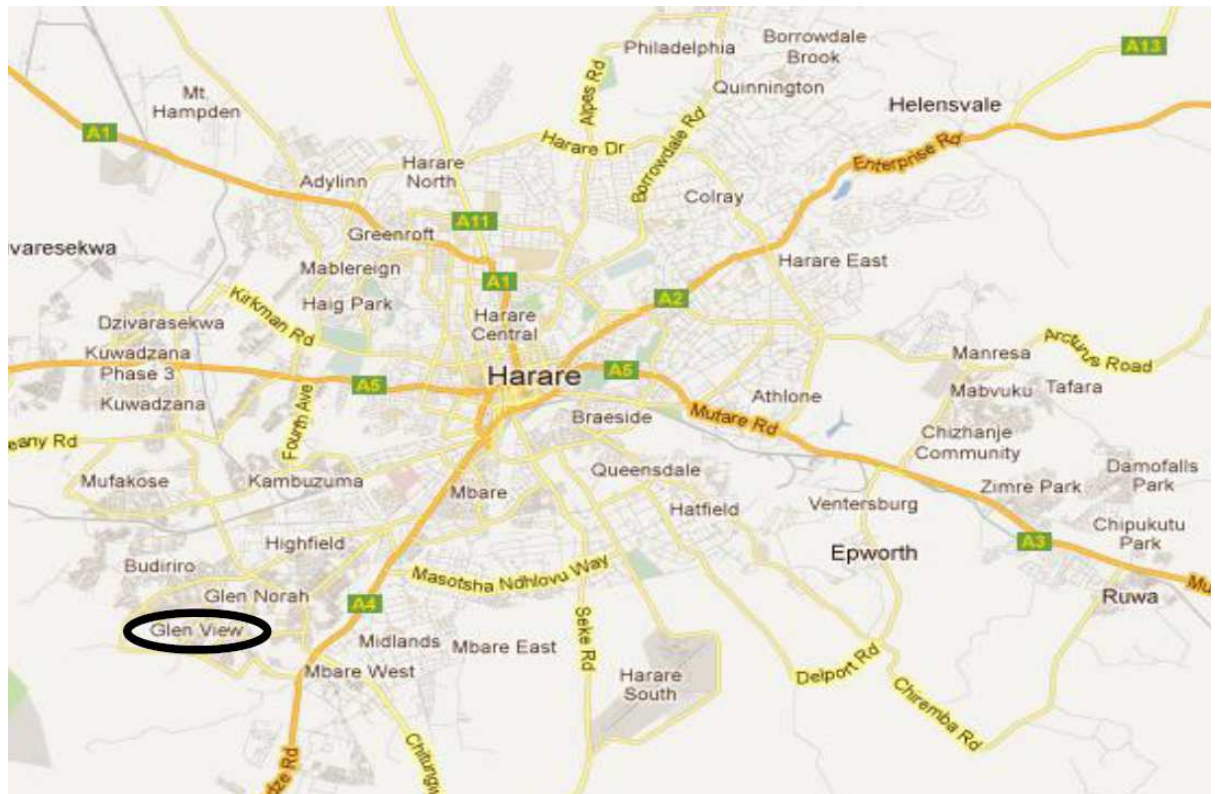 Philadelphia
Borrowdale
Brook
A13
Mt.
Hampden
Alpes Rd
Quinnington
Helensvale
A1
Harare Dr
Borrowdale Rd
Enterprise Rd
Harare
North
Adylinn
Colray
A11
Greenroft
varesekwa
Harare East
Mablereign
A1
A2
Haig Park
Kirkman Rd
Harare
Central
Dzivarasekwa
Arcturus Road
Kuwadzana
Phase 3
Manresa
Harare
A5
A5
Kuwadzana
Fourth Ave
Mabvuku
Tafara
Athlone
Braeside
Mutare Rd
eany Rd
Chizhanje
Community
Mufakose
Kambuzuma
Mbare
Queensdale
Damofalls
Park
Zimre Park
Ventersburg
Hatfield
Chipukutu
Park
Highfield
A3
Epworth
Budiriro
Masotsha Ndhlovu Way
Mu
Glen Norah
A4
Ruwa
Glen View
Midlands
Mbare East
Seke Rd
Mbare West
Harare
South
Delport Rd
Chiremba Rd
Chitung
dze Rd